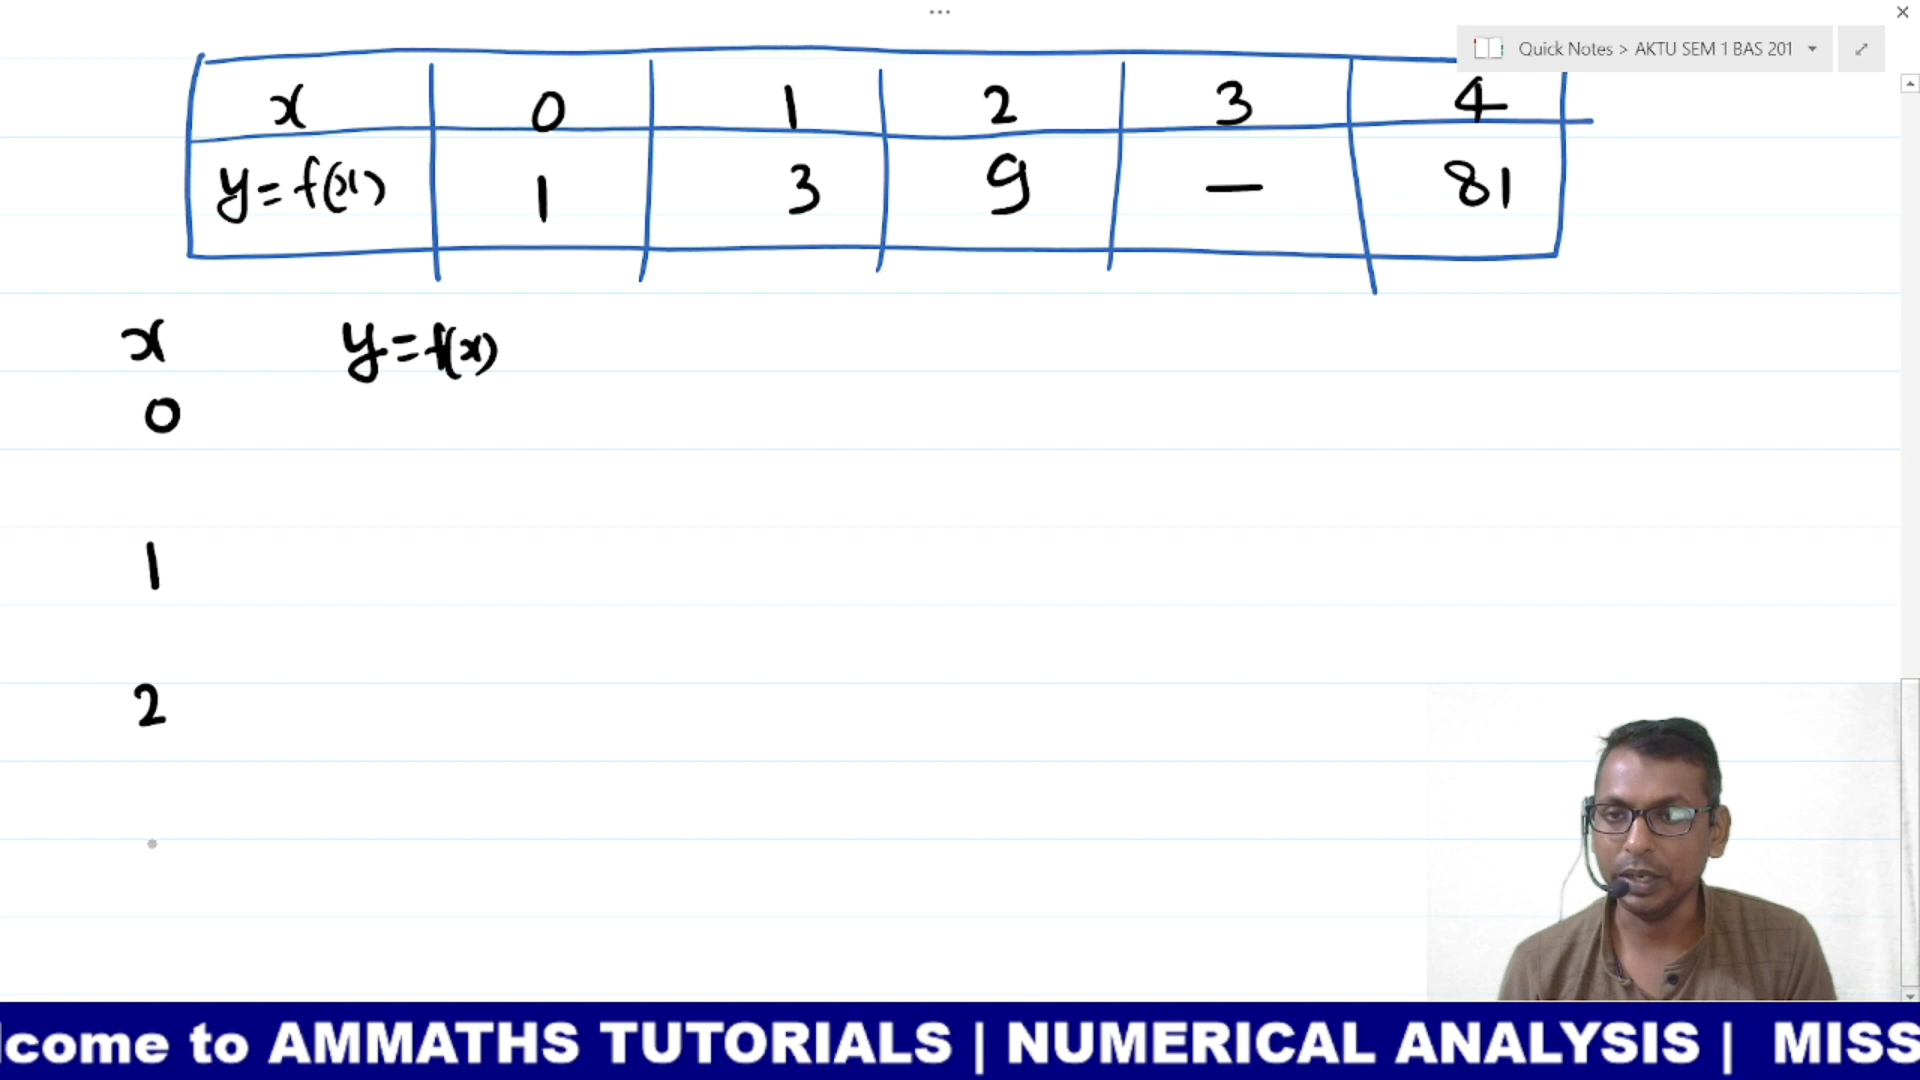 ...
Quick Notes > AKTU SEM 1 BAS 201
x 0 1 2 3 4
y=f(x) 1 3 9 — 81
x y=f(x)
0
1
2
lcome to AMMATHS TUTORIALS | NUMERICAL ANALYSIS | MISS